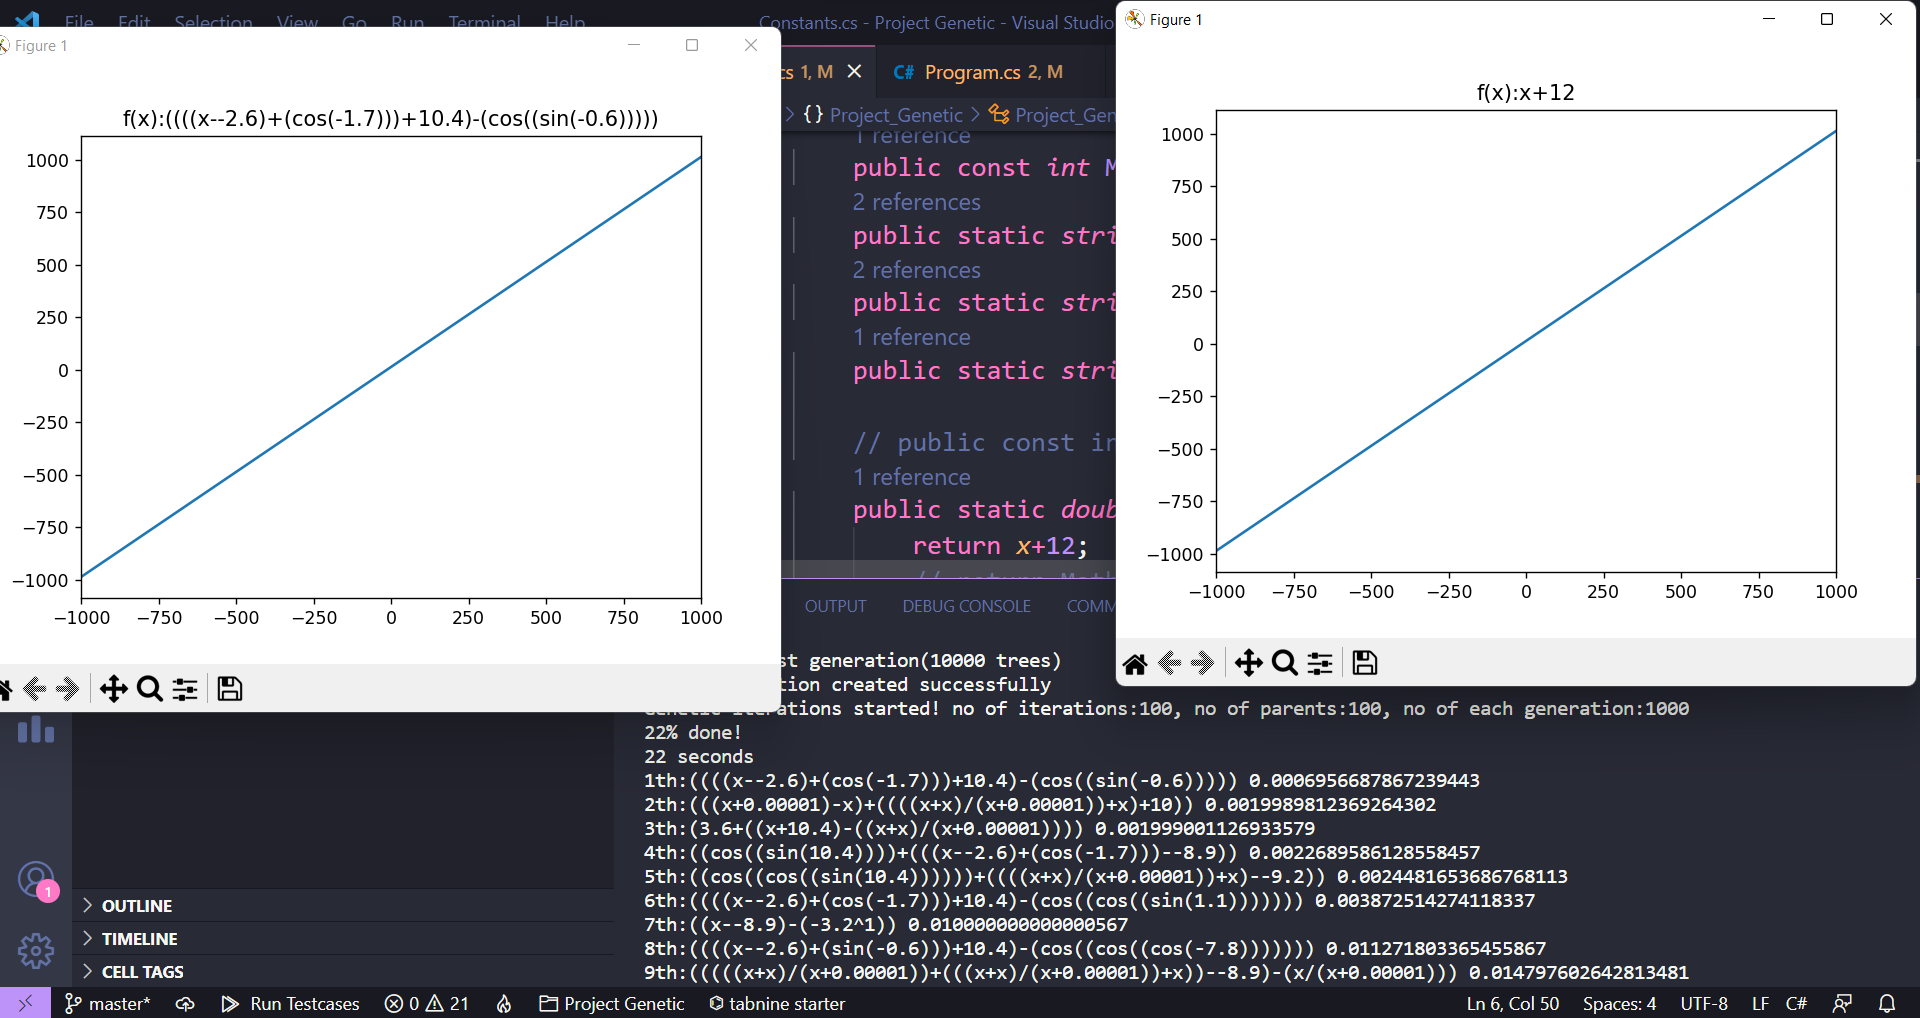 File Edit Selection View Go Run Terminal Help
Constants.cs - Project Genetic - Visual Studio
Figure 1
f(x):((((x--2.6)+(cos(-1.7)))+10.4)-(cos((sin(-0.6)))))
1000
750
500
250
0
−250
−500
−750
−1000
−1000 −750 −500 −250 0 250 500 750 1000
cs 1, M
C# Program.cs 2, M
{} Project_Genetic
1 reference
public const int
2 references
public static
2 references
public static
1 reference
public static
// public const
1 reference
public static
return x+12;
Figure 1
f(x):x+12
1000
750
500
250
0
−250
−500
−750
−1000
−1000 −750 −500 −250 0 250 500 750 1000
OUTPUT DEBUG CONSOLE
generation(10000 trees)
created successfully
started! no of iterations:100, no of parents:100, no of each generation:1000
22% done!
22 seconds
1th:((((x--2.6)+(cos(-1.7)))+10.4)-(cos((sin(-0.6))))) 0.0006956687867239443
2th:(((x+0.00001)-x)+((((x+x)/(x+0.00001))+x)+10)) 0.0019989812369264302
3th:(3.6+((x+10.4)-((x+x)/(x+0.00001)))) 0.001999001126933579
4th:((cos((sin(10.4))))+(((x--2.6)+(cos(-1.7)))--8.9)) 0.0022689586128558457
5th:((cos((cos((sin(10.4))))))+((((x+x)/(x+0.00001))+x)--9.2)) 0.0024481653686768113
6th:((((x--2.6)+(cos(-1.7)))+10.4)-(cos((cos((sin(1.1))))))) 0.003872514274118337
7th:((x--8.9)-(-3.2^1)) 0.010000000000000567
8th:((((x--2.6)+(sin(-0.6)))+10.4)-(cos((cos((cos(-7.8))))))) 0.011271803365455867
9th:(((((x+x)/(x+0.00001))+(((x+x)/(x+0.00001))+x))--8.9)-(x/(x+0.00001))) 0.014797602642813481
1
OUTLINE
TIMELINE
CELL TAGS
master* Run Testcases 0 21 Project Genetic tabnine starter Ln 6, Col 50 Spaces: 4 UTF-8 LF C#